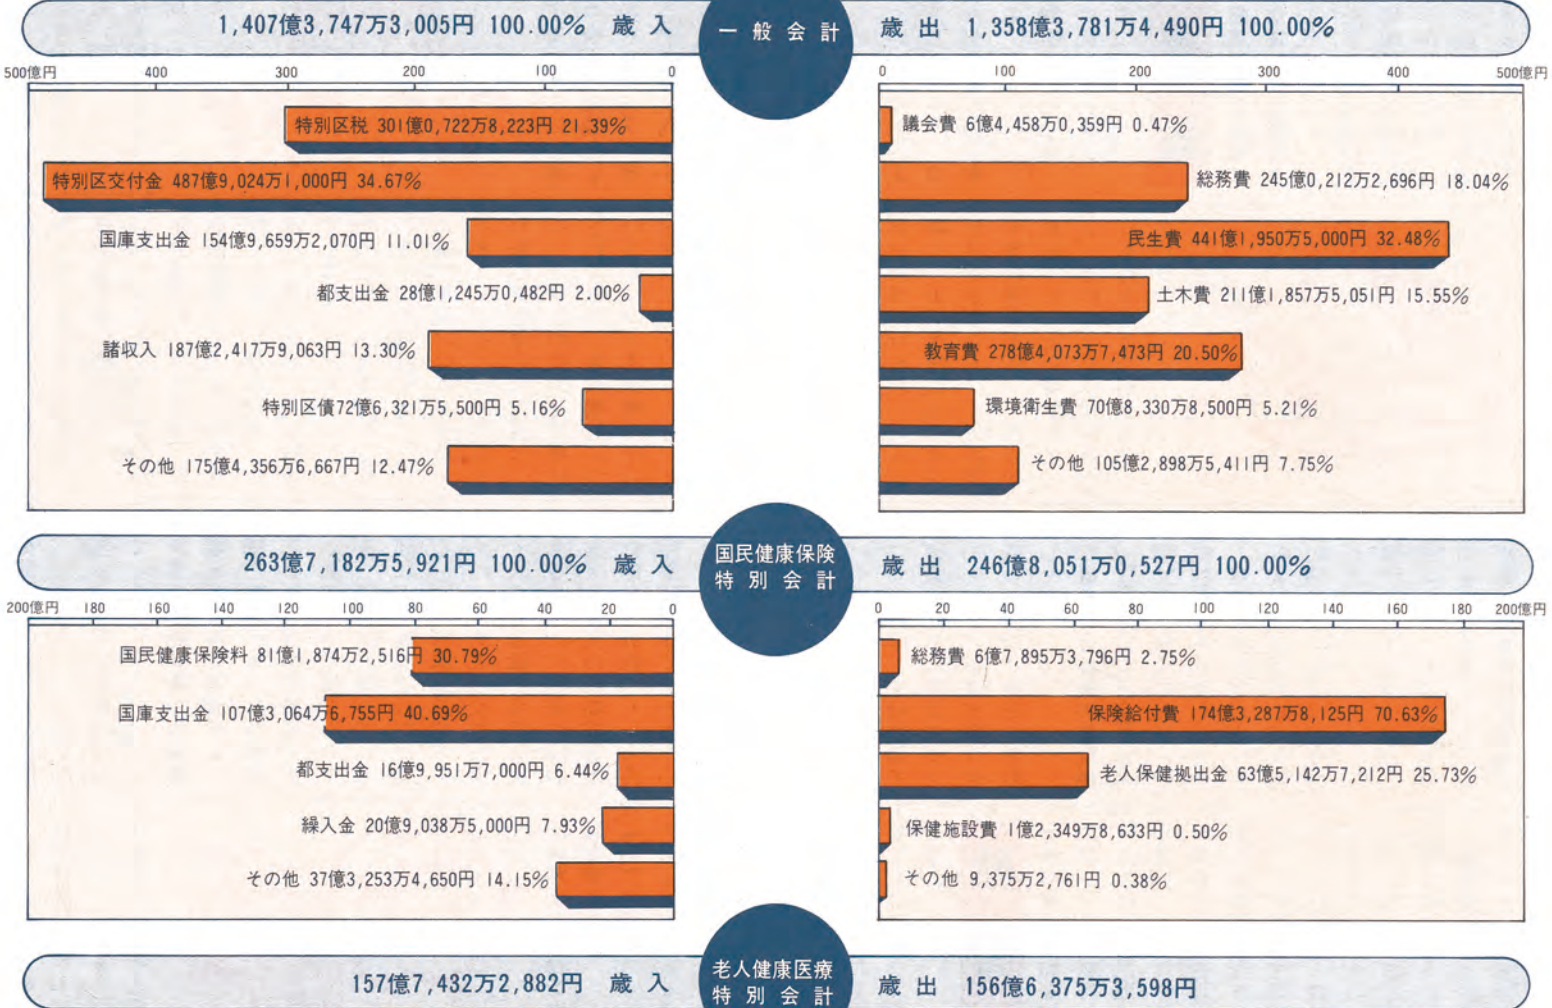 1,407億3,747万3,005円 100.00% 歳入
一般会計
歳出 1,358億3,781万4,490円 100.00%
500億円 400 300 200 100 0
0 100 200 300 400 500億円
特別区税 301億0,722万8,223円 21.39%
特別区交付金 487億9,024万1,000円 34.67%
国庫支出金 154億9,659万2,070円 11.01%
都支出金 28億1,245万0,482円 2.00%
諸収入 187億2,417万9,063円 13.30%
特別区債72億6,321万5,500円 5.16%
その他 175億4,356万6,667円 12.47%
議会費 6億4,458万0,359円 0.47%
総務費 245億0,212万2,696円 18.04%
民生費 441億1,950万5,000円 32.48%
土木費 211億1,857万5,051円 15.55%
教育費 278億4,073万7,473円 20.50%
環境衛生費 70億8,330万8,500円 5.21%
その他 105億2,898万5,411円 7.75%
263億7,182万5,921円 100.00% 歳入
国民健康保険
特別会計
歳出 246億8,051万0,527円 100.00%
200億円 180 160 140 120 100 80 60 40 20 0
0 20 40 60 80 100 120 140 160 180 200億円
国民健康保険料 81億1,874万2,516円 30.79%
国庫支出金 107億3,064万6,755円 40.69%
都支出金 16億9,951万7,000円 6.44%
繰入金 20億9,038万5,000円 7.93%
その他 37億3,253万4,650円 14.15%
総務費 6億7,895万3,796円 2.75%
保険給付費 174億3,287万8,125円 70.63%
老人保健拠出金 63億5,142万7,212円 25.73%
保健施設費 1億2,349万8,633円 0.50%
その他 9,375万2,761円 0.38%
157億7,432万2,882円 歳入
老人健康医療
特別会計
歳出 156億6,375万3,598円